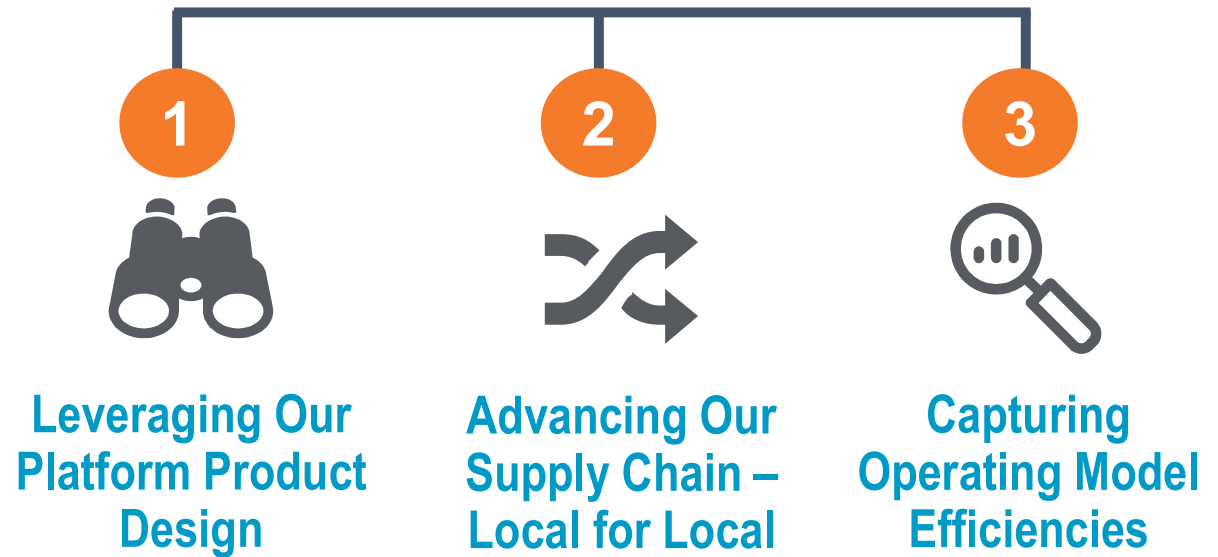 1
2
3
Leveraging Our
Platform Product
Design
Advancing Our
Supply Chain –
Local for Local
Capturing
Operating Model
Efficiencies